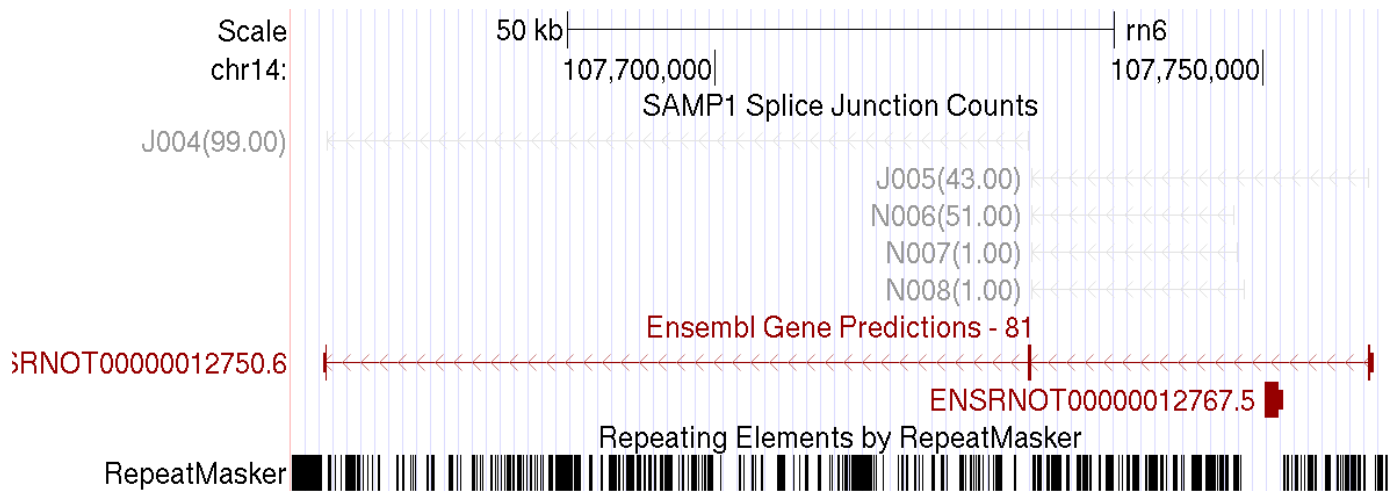 Scale 50 kb rn6
chr14: 107,700,000 107,750,000
SAMP1 Splice Junction Counts
J004(99.00)
J005(43.00)
N006(51.00)
N007(1.00)
N008(1.00)
Ensembl Gene Predictions - 81
SRNOT00000012750.6
ENSRNOT00000012767.5
Repeating Elements by RepeatMasker
RepeatMasker